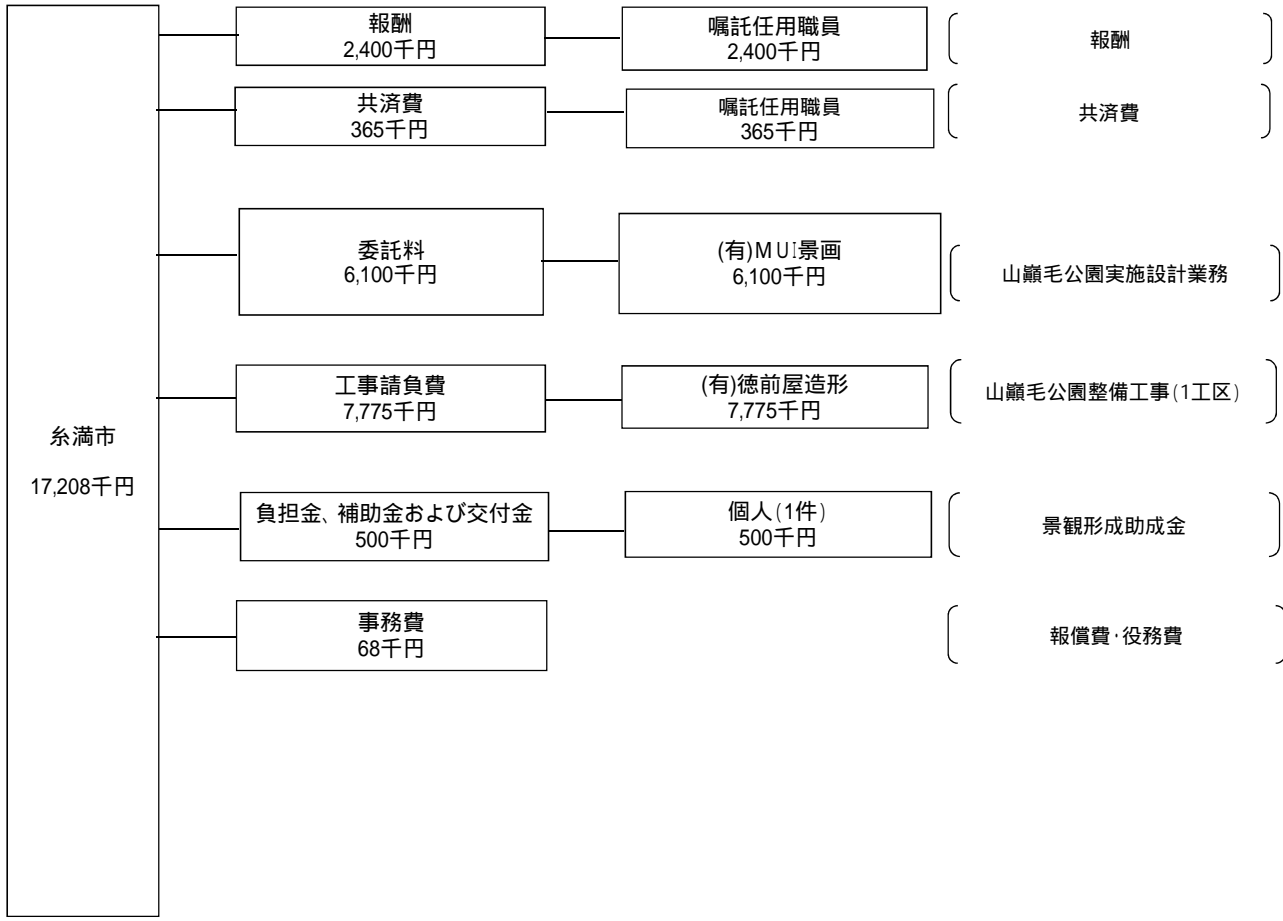 報酬
2,400千円
嘱託任用職員
2,400千円
報酬
共済費
365千円
嘱託任用職員
365千円
共済費
委託料
6,100千円
(有)MUI景画
6,100千円
山巓毛公園実施設計業務
工事請負費
7,775千円
(有)徳前屋造形
7,775千円
山巓毛公園整備工事(1工区)
糸満市
17,208千円
負担金、補助金および交付金
500千円
個人(1件)
500千円
景観形成助成金
事務費
68千円
報償費・役務費